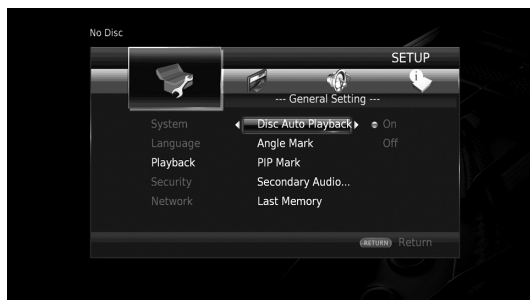 No Disc
SETUP
--- General Setting ---
System
Disc Auto Playback
On
Language
Angle Mark
Off
Playback
PIP Mark
Security
Secondary Audio...
Network
Last Memory
RETURN Return